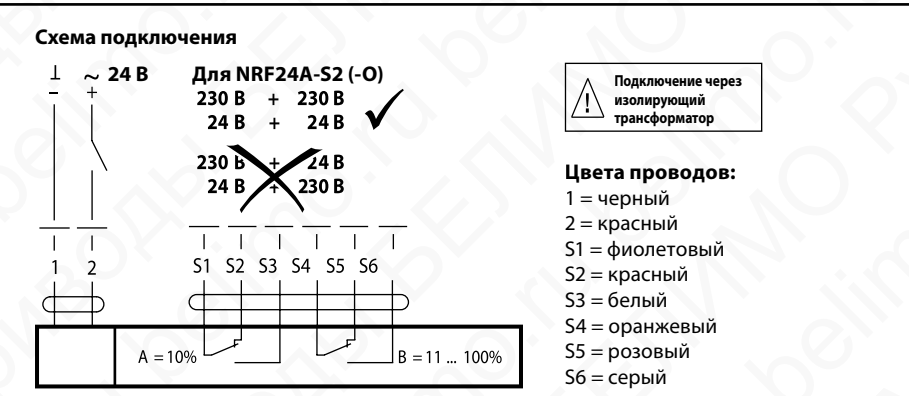 Схема подключения
⊥ ~ 24 В
− +
Для NRF24A-S2 (-O)
230 В + 230 В
24 В + 24 В
230 В + 24 В
24 В + 230 В
1 2
S1 S2 S3 S4 S5 S6
A = 10%
B = 11 ... 100%
!
Подключение через
изолирующий
трансформатор
Цвета проводов:
1 = черный
2 = красный
S1 = фиолетовый
S2 = красный
S3 = белый
S4 = оранжевый
S5 = розовый
S6 = серый